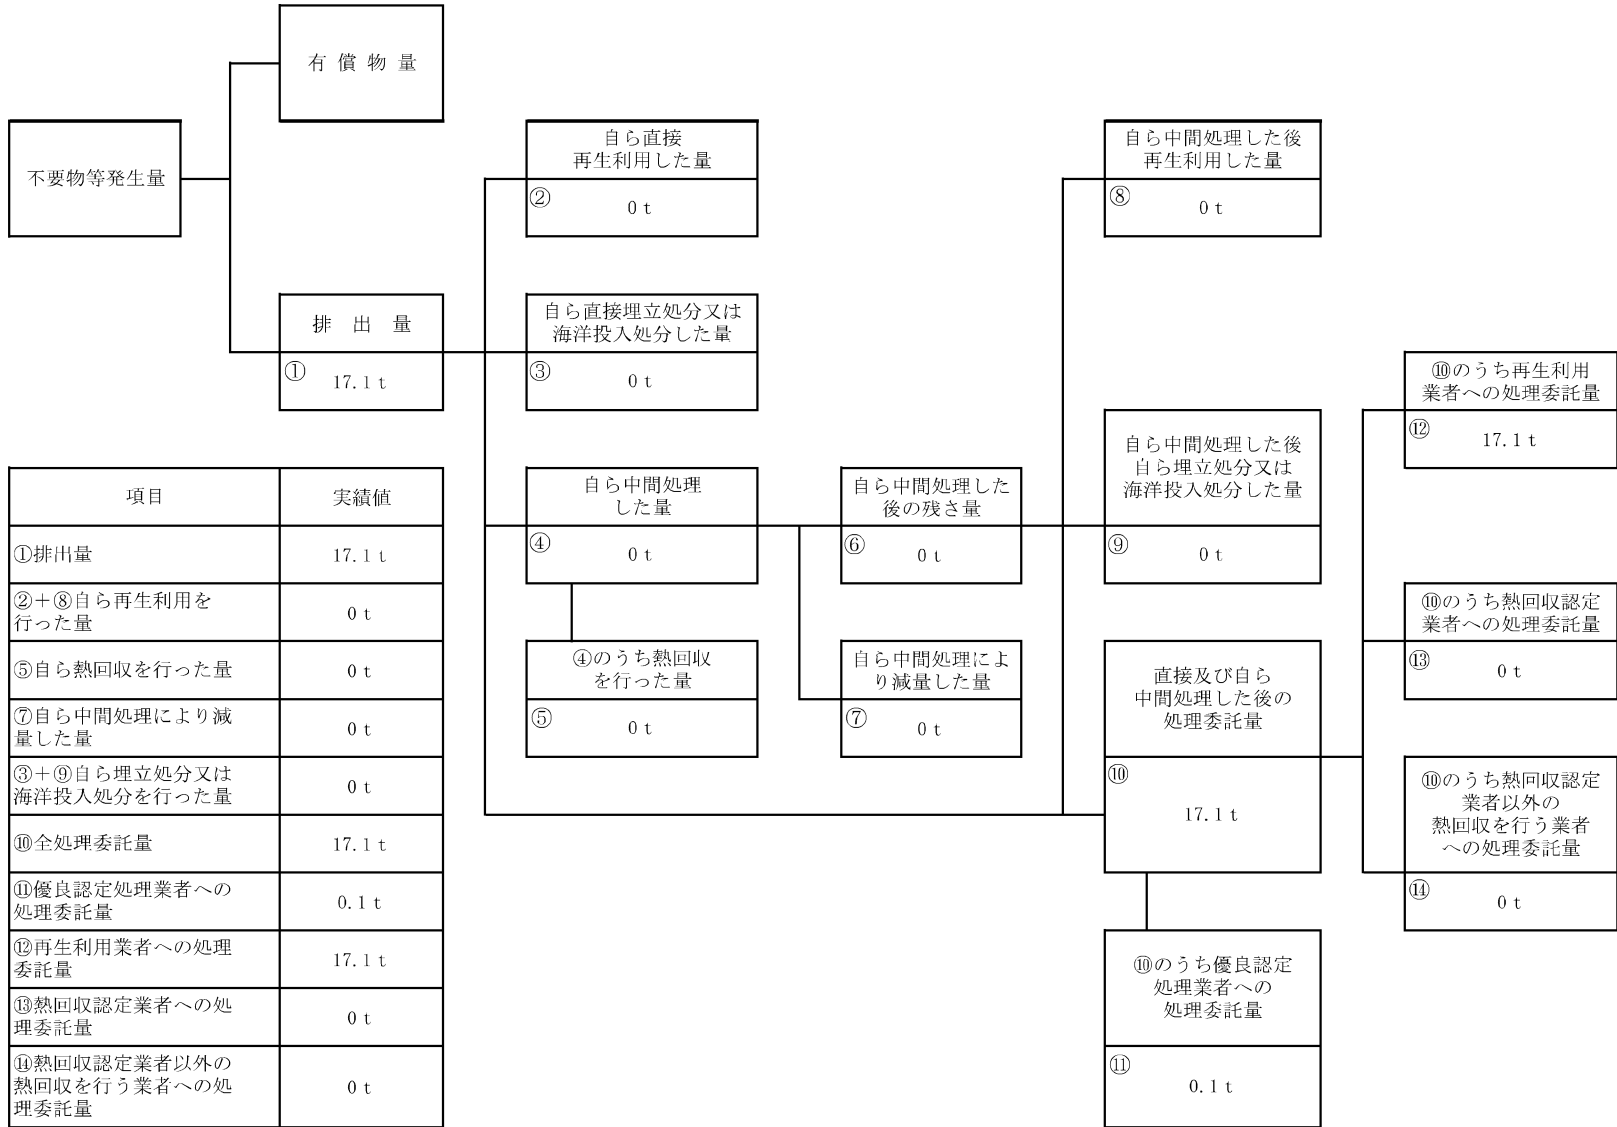 有 償 物 量
不要物等発生量
排 出 量
①
17.1 t
自ら直接
再生利用した量
②
0 t
自ら直接埋立処分又は
海洋投入処分した量
③
0 t
自ら中間処理
した量
④
0 t
④のうち熱回収
を行った量
⑤
0 t
自ら中間処理した
後の残さ量
⑥
0 t
自ら中間処理によ
り減量した量
⑦
0 t
自ら中間処理した後
再生利用した量
⑧
0 t
自ら中間処理した後
自ら埋立処分又は
海洋投入処分した量
⑨
0 t
直接及び自ら
中間処理した後の
処理委託量
⑩
17.1 t
⑩のうち優良認定
処理業者への
処理委託量
⑪
0.1 t
⑩のうち再生利用
業者への処理委託量
⑫
17.1 t
⑩のうち熱回収認定
業者への処理委託量
⑬
0 t
⑩のうち熱回収認定
業者以外の
熱回収を行う業者
への処理委託量
⑭
0 t
項目 実績値
①排出量 17.1 t
②+⑧自ら再生利用を
行った量
0 t
⑤自ら熱回収を行った量 0 t
⑦自ら中間処理により減
量した量
0 t
③+⑨自ら埋立処分又は
海洋投入処分を行った量
0 t
⑩全処理委託量 17.1 t
⑪優良認定処理業者への
処理委託量
0.1 t
⑫再生利用業者への処理
委託量
17.1 t
⑬熱回収認定業者への処
理委託量
0 t
⑭熱回収認定業者以外の
熱回収を行う業者への処
理委託量
0 t